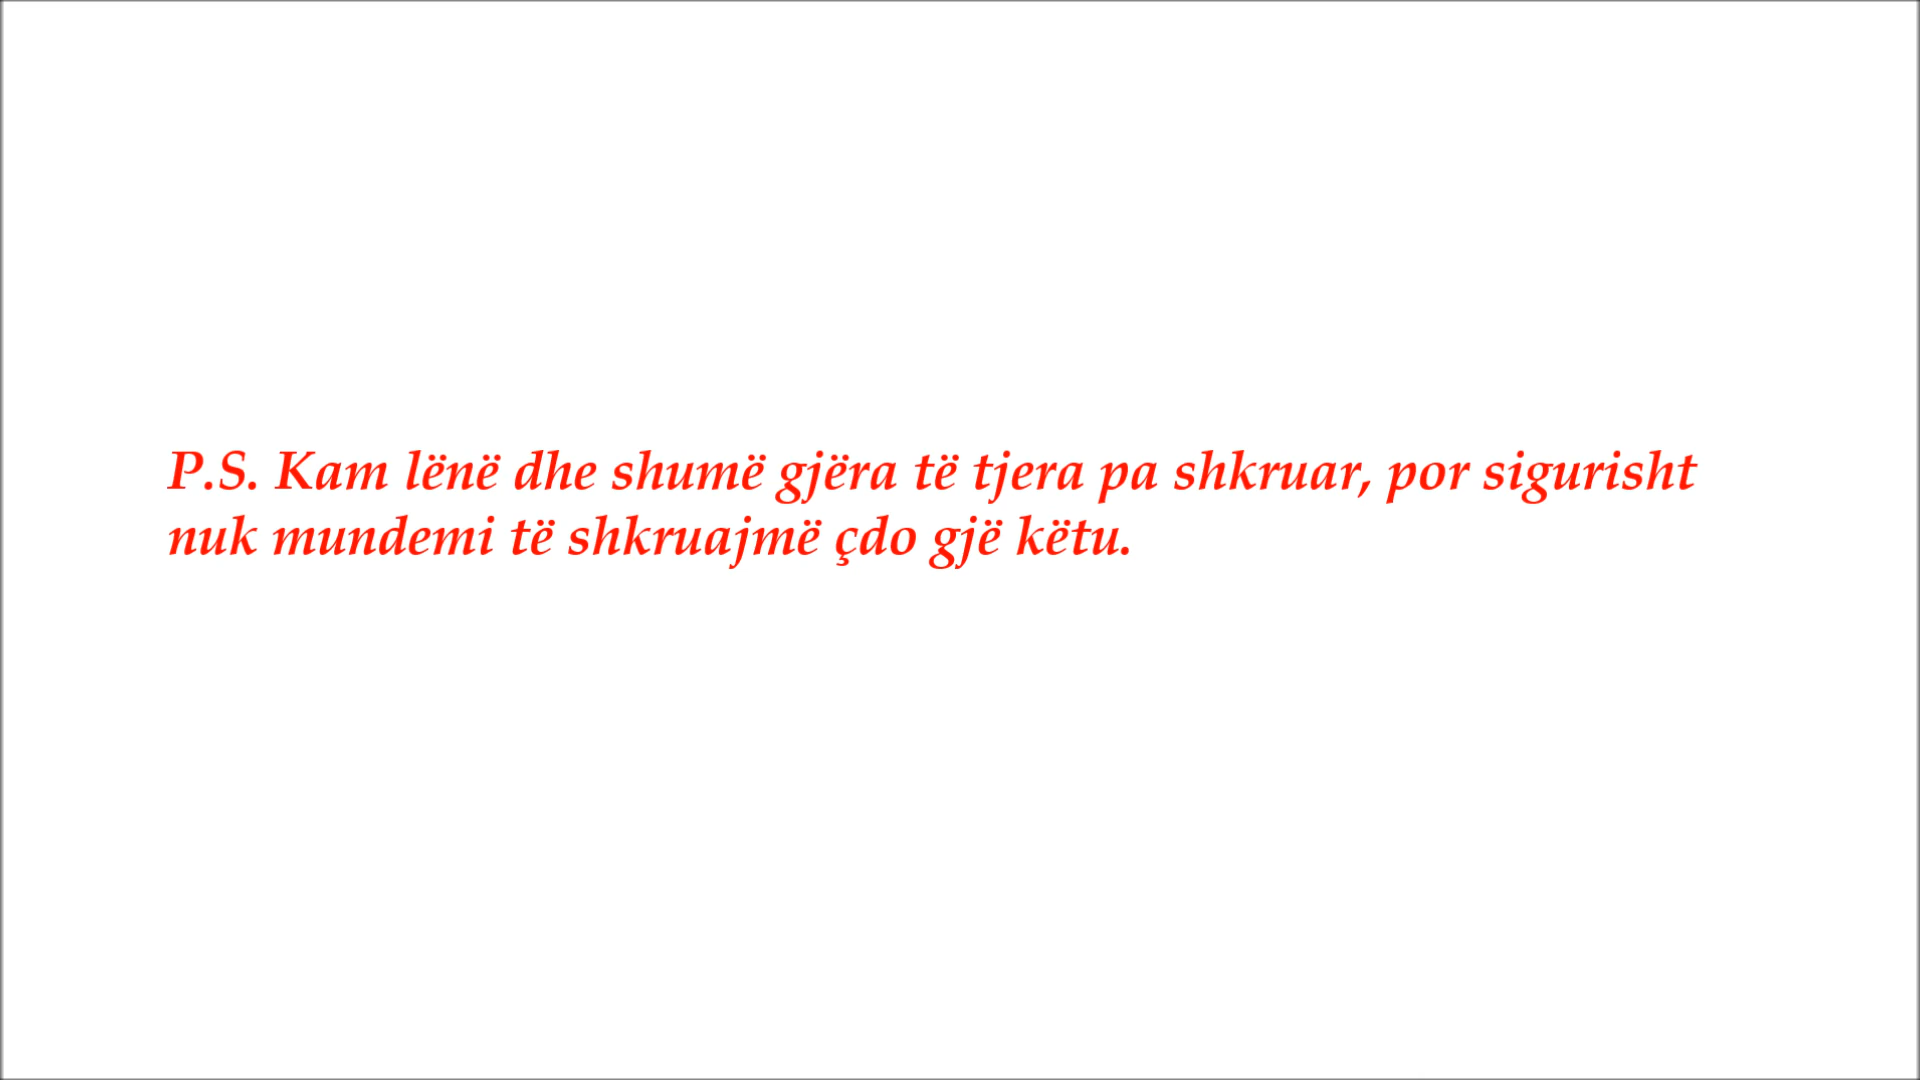 P.S. Kam lënë dhe shumë gjëra të tjera pa shkruar, por sigurisht
nuk mundemi të shkruajmë çdo gjë këtu.